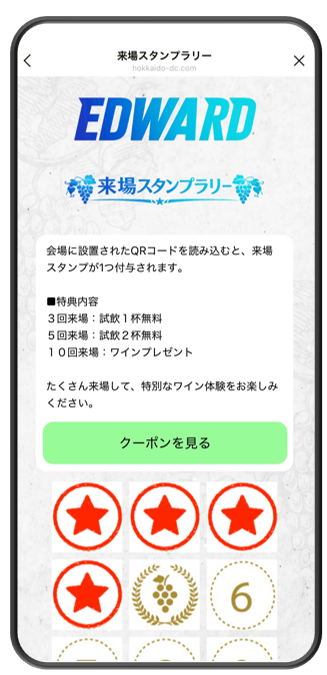 来場スタンプラリー
hokkaido-dc.com
EDWARD
来場スタンプラリー
会場に設置されたQRコードを読み込むと、来場
スタンプが1つ付与されます。
■特典内容
３回来場：試飲１杯無料
５回来場：試飲２杯無料
１０回来場：ワインプレゼント
たくさん来場して、特別なワイン体験をお楽しみ
ください。
クーポンを見る
6